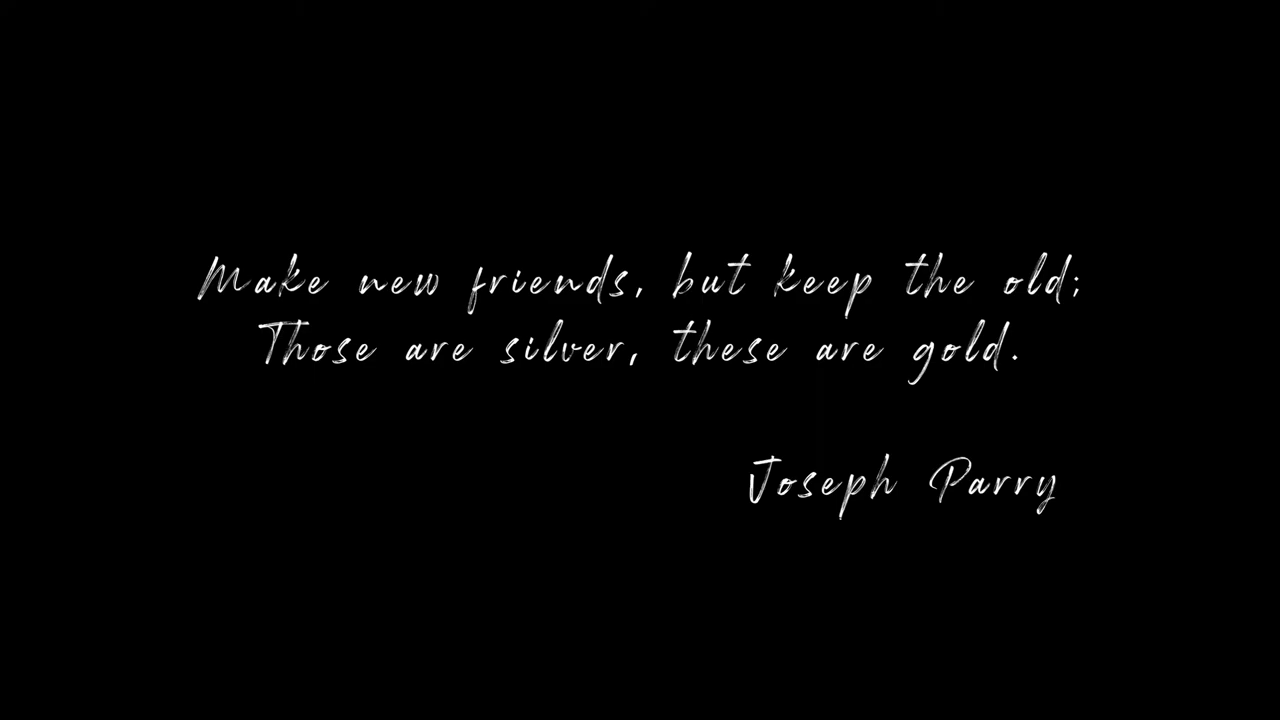 Make new friends, but keep the old;
Those are silver, these are gold.
Joseph Parry